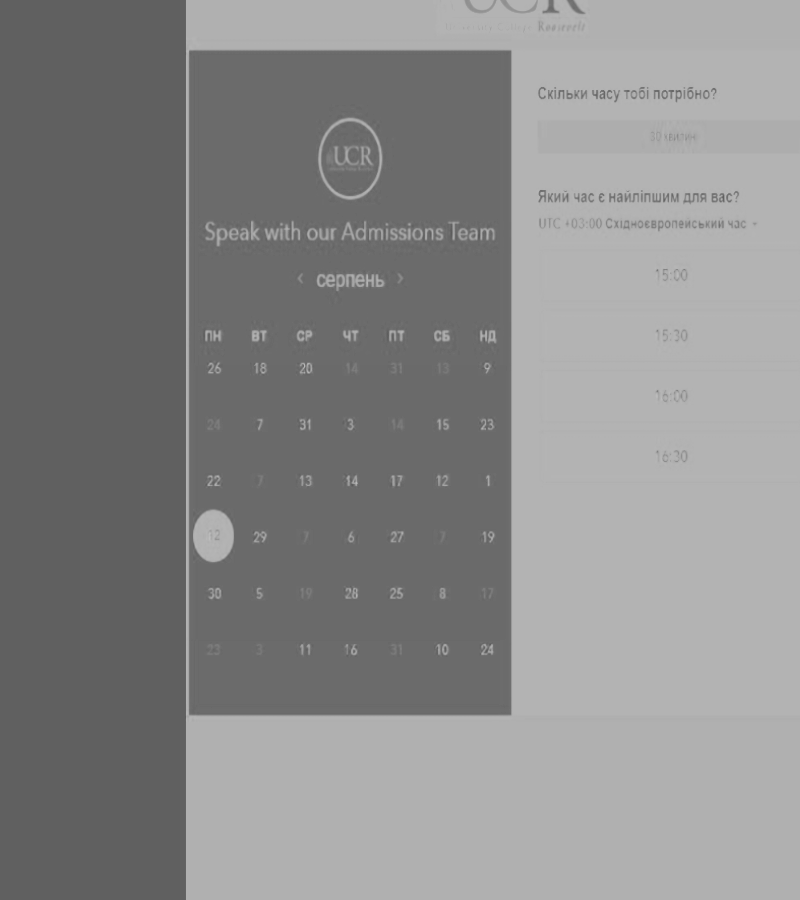 UCR
Roosevelt
UCR
Speak with our Admissions Team
‹ серпень ›
ПН ВТ СР ЧТ ПТ СБ НД
26 18 20 14 31 13 9
24 7 31 3 14 15 23
22 7 13 14 17 12 1
12 29 7 6 27 7 19
30 5 19 28 25 8 17
23 3 11 16 31 10 24
Скільки часу тобі потрібно?
30 хвилин
Який час є найліпшим для вас?
UTC +03:00 Східноєвропейський час
15:00
15:30
16:00
16:30